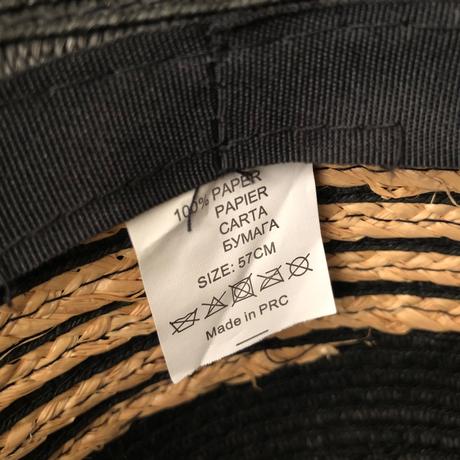 100% PAPER
PAPIER
CARTA
БУМАГА
SIZE: 57CM
Made in PRC